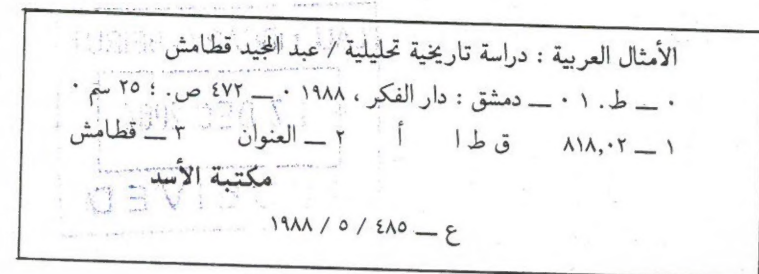 الأمثال العربية : دراسة تاريخية تحليلية / عبد المجيد قطامش
٠ ــ ط. ١ ٠ ــ دمشق : دار الفكر ، ١٩٨٨ ٠ ــ ٤٧٢ ص. ؛ ٢٥ سم ٠
١ ــ ٨١٨,٠٢ ق ط ا أ ٢ ــ العنوان ٣ ــ قطامش
مكتبة الأسد
ع ــ ٤٨٥ / ٥ / ١٩٨٨